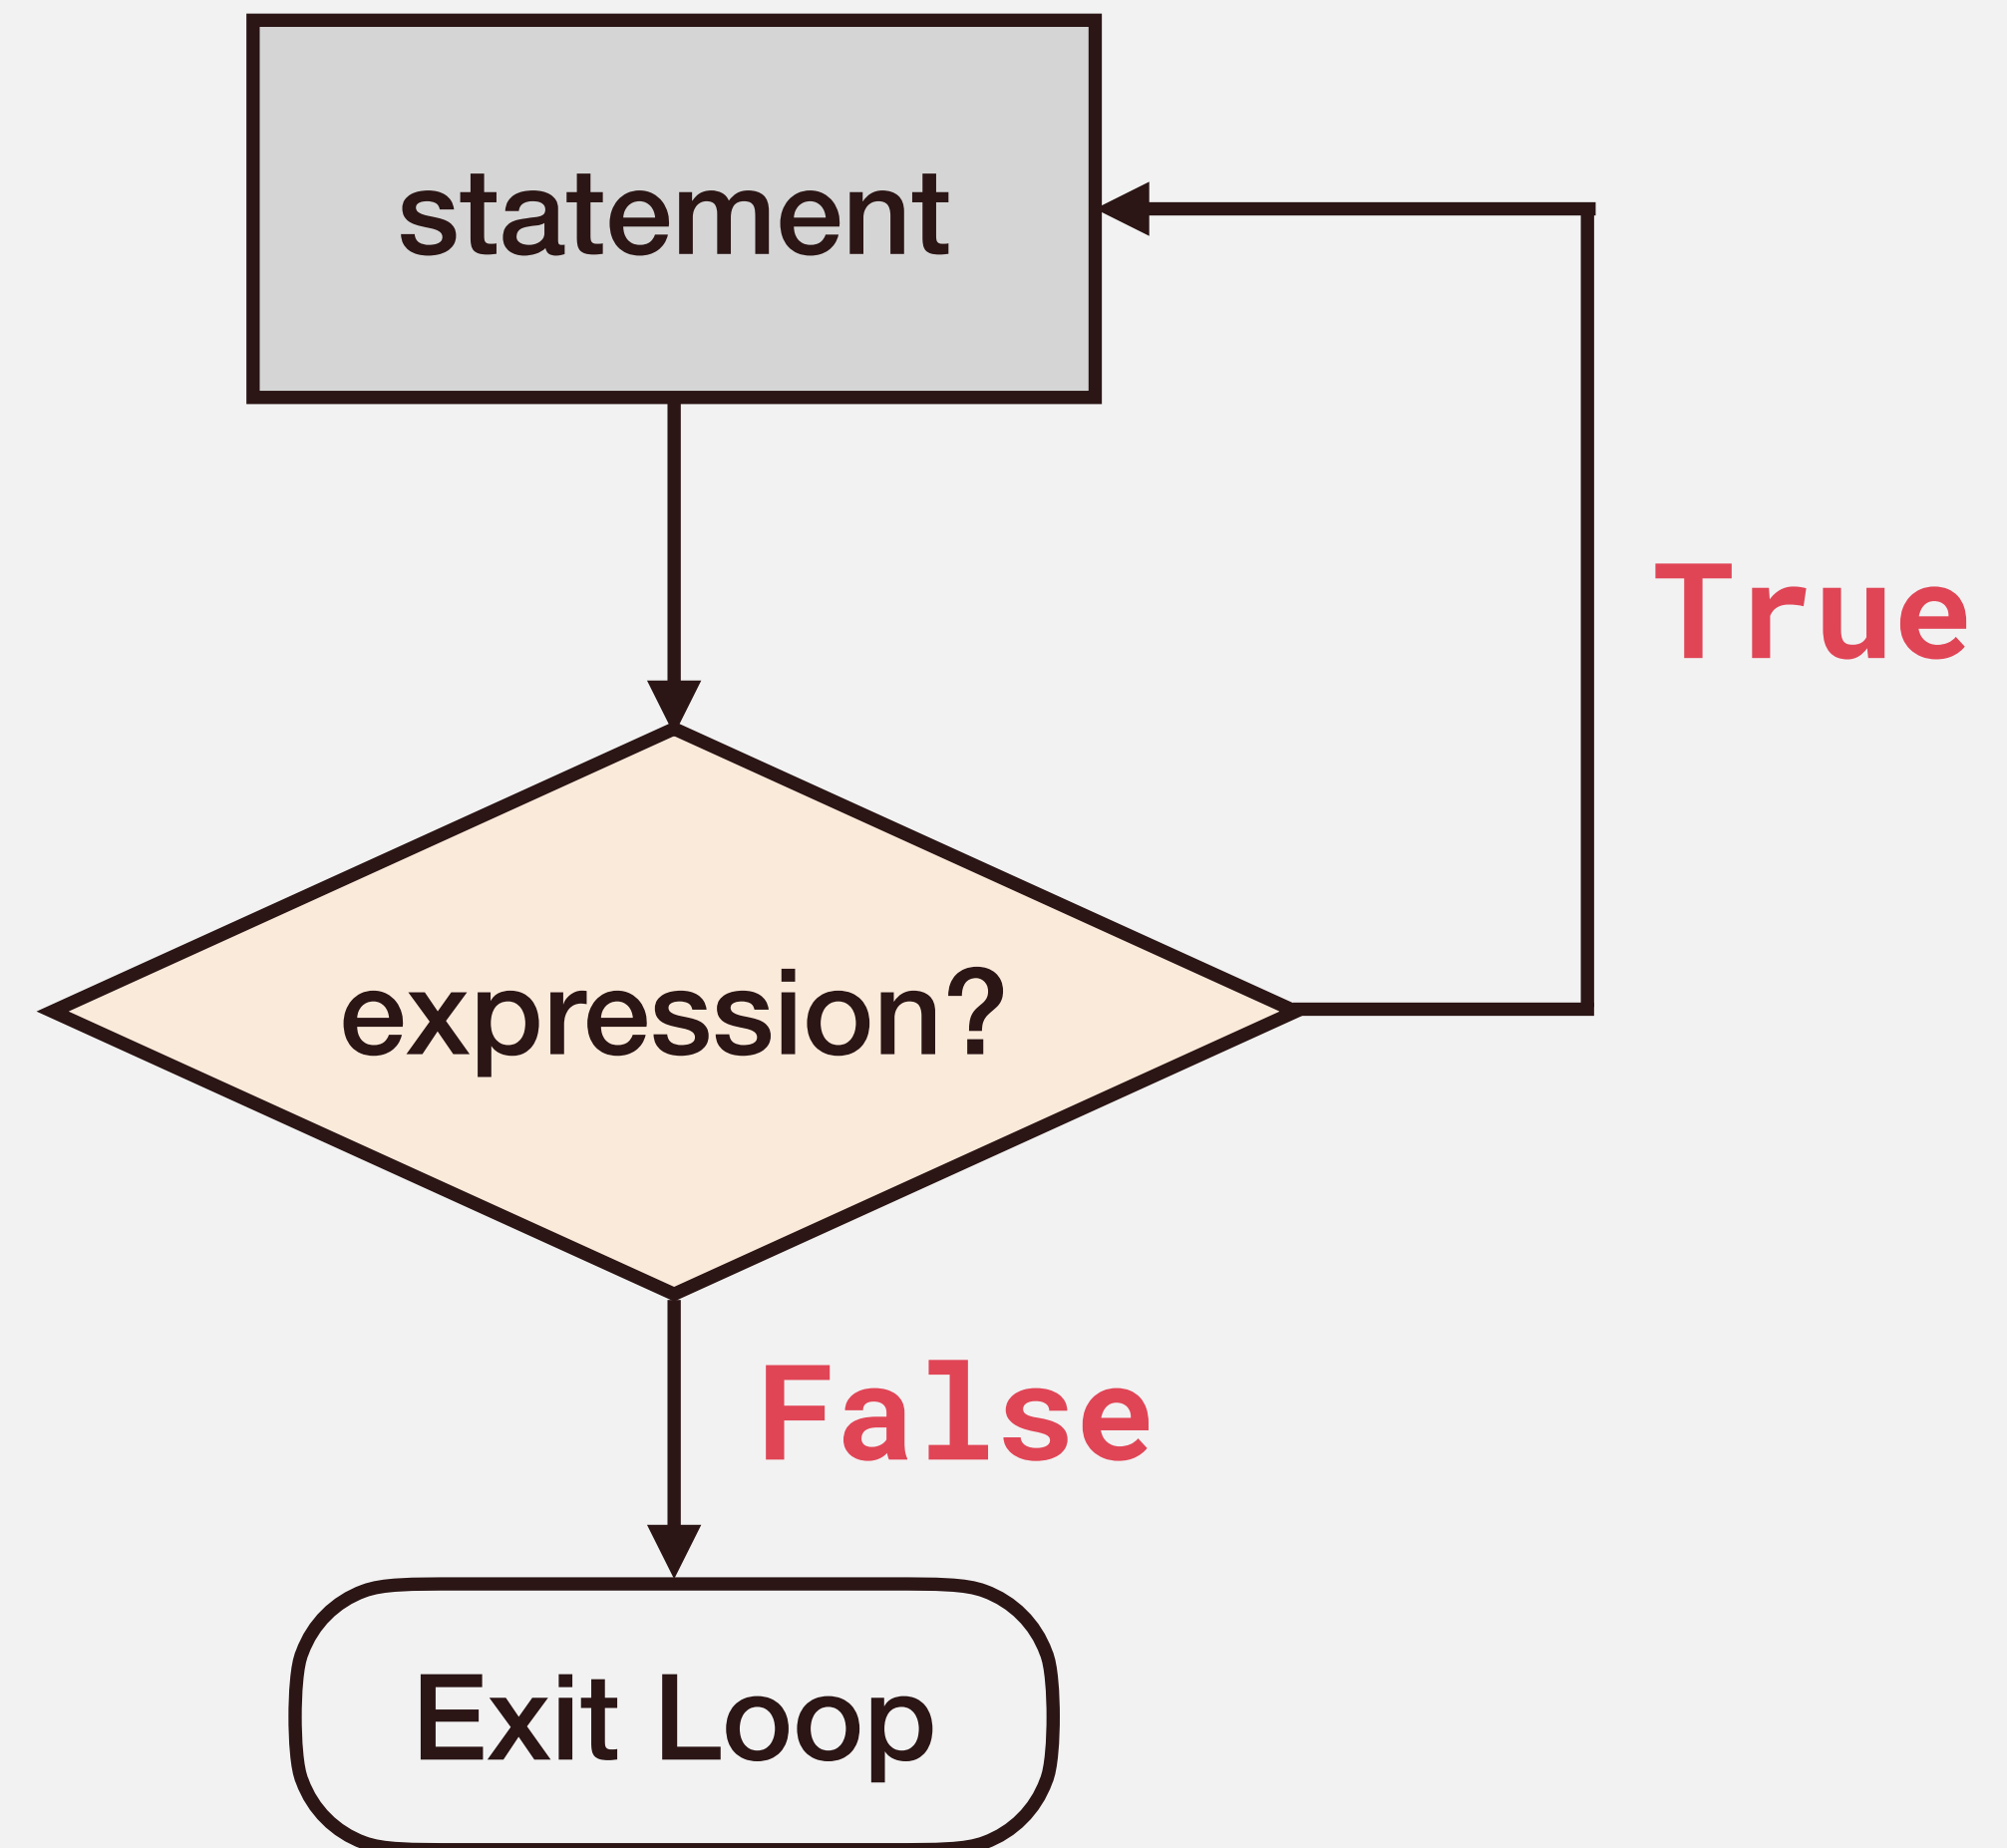 statement
True
expression?
False
Exit Loop